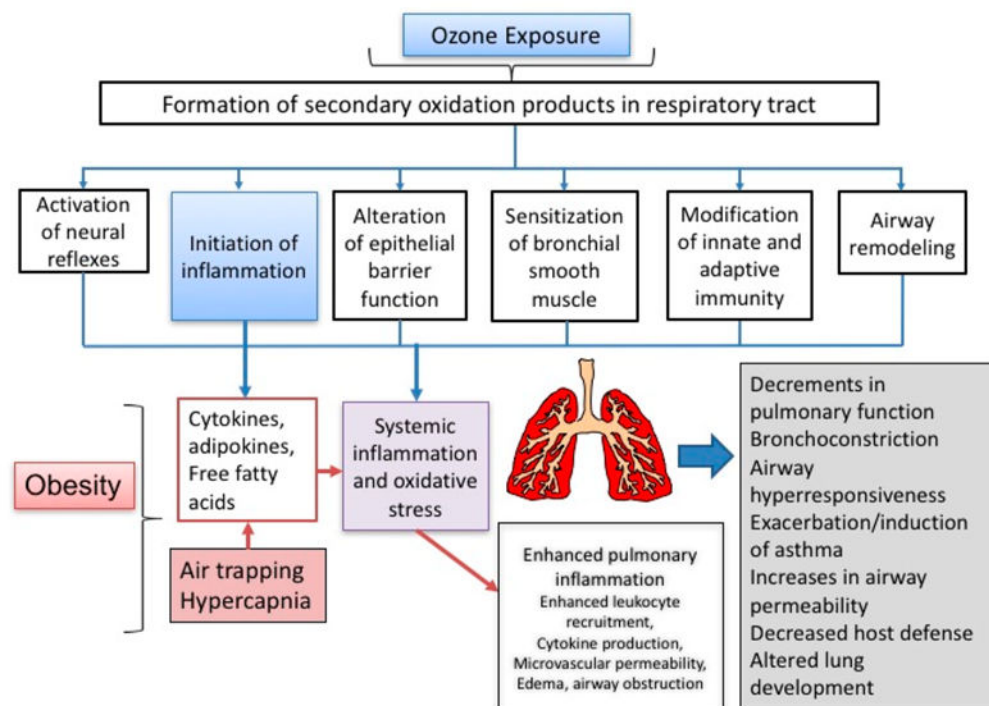 Ozone Exposure
Formation of secondary oxidation products in respiratory tract
Activation
of neural
reflexes
Initiation of
inflammation
Alteration
of epithelial
barrier
function
Sensitization
of bronchial
smooth
muscle
Modification
of innate and
adaptive
immunity
Airway
remodeling
Obesity
Cytokines,
adipokines,
Free fatty
acids
Air trapping
Hypercapnia
Systemic
inflammation
and oxidative
stress
Enhanced pulmonary
inflammation
Enhanced leukocyte
recruitment,
Cytokine production,
Microvascular permeability,
Edema, airway obstruction
Decrements in
pulmonary function
Bronchoconstriction
Airway
hyperresponsiveness
Exacerbation/induction
of asthma
Increases in airway
permeability
Decreased host defense
Altered lung
development